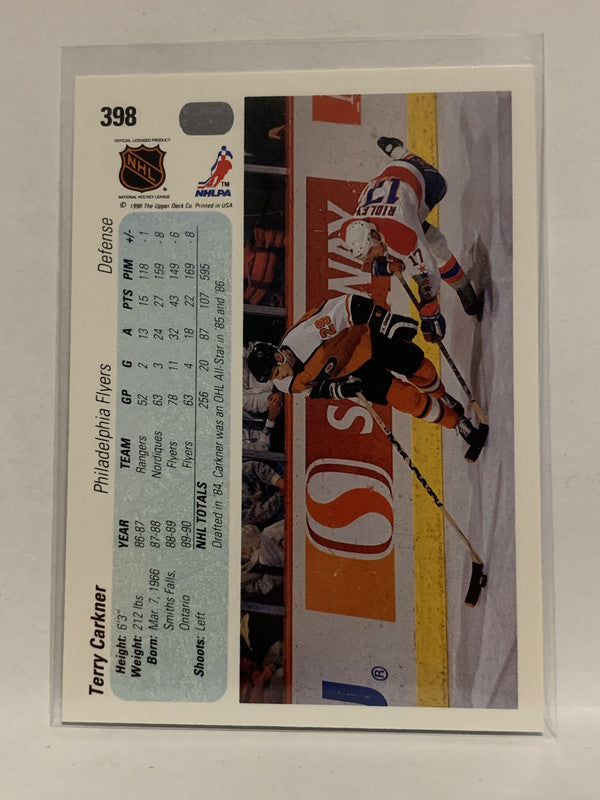 398
OFFICIAL LICENSED PRODUCT
NHL
NATIONAL HOCKEY LEAGUE
NHLPA
TM
© 1990 The Upper Deck Co. Printed in USA
Terry Carkner Philadelphia Flyers Defense
Height: 6'3"
Weight: 212 lbs.
Born: Mar. 7, 1966
Smiths Falls,
Ontario
Shoots: Left
YEAR TEAM GP G A PTS PIM +/-
86-87 Rangers 52 2 13 15 118 - 1
87-88 Nordiques 63 3 24 27 159 - 8
88-89 Flyers 78 11 32 43 149 - 6
89-90 Flyers 63 4 18 22 169 - 8
NHL TOTALS 256 20 87 107 595
Drafted in '84, Carkner was an OHL All-Star in '85 and '86.
RIDLEY
17
17
29
S WAY
®